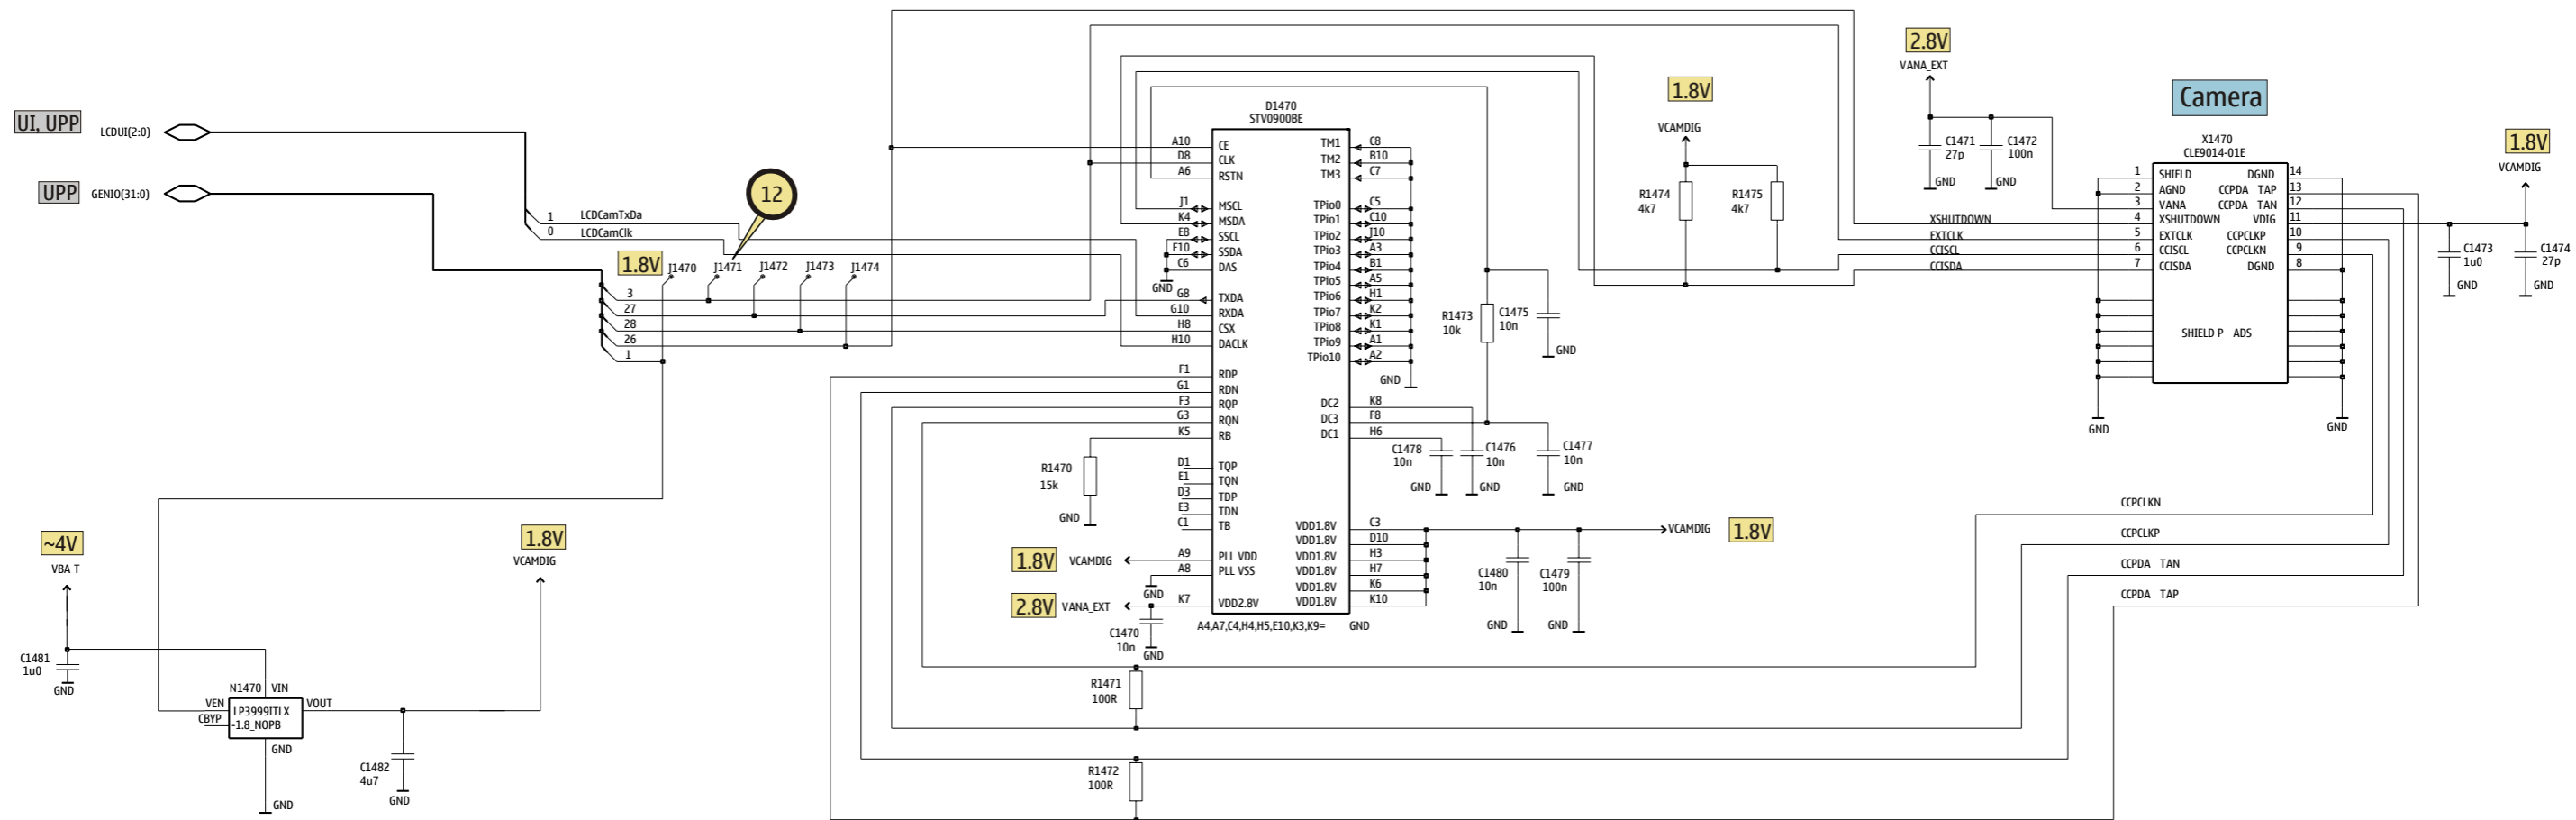 2.8V
VANA_EXT
UI, UPP
LCDUI(2:0)
UPP
GENIO(31:0)
12
1 LCDCamTxDa
0 LCDCamClk
1.8V
J1470 J1471 J1472 J1473 J1474
3
27
28
26
1
D1470
STV0900BE
A10 CE TM1 C8
D8 CLK TM2 B10
A6 RSTN TM3 C7
J1 MSCL TPio0 C5
K4 MSDA TPio1 C10
E8 SSCL TPio2 J10
F10 SSDA TPio3 A3
C6 DAS TPio4 B1
GND TPio5 A5
G8 TXDA TPio6 H1
G10 RXDA TPio7 K2
H8 CSX TPio8 K1
H10 DACLK TPio9 A1
TPio10 A2
GND
F1 RDP
G1 RDN
F3 RQP DC2 K8
G3 RQN DC3 F8
K5 RB DC1 H6
D1 TQP
E1 TQN
D3 TDP
E3 TDN
C1 TB VDD1.8V C3
VDD1.8V D10
A9 PLL VDD VDD1.8V H3
A8 PLL VSS VDD1.8V H7
VDD1.8V K6
K7 VDD2.8V VDD1.8V K10
A4,A7,C4,H4,H5,E10,K3,K9= GND
R1470
15k
GND
1.8V VCAMDIG
GND
2.8V VANA_EXT
C1470
10n
GND
1.8V
VCAMDIG
R1474
4k7
R1475
4k7
R1473
10k
C1475
10n
GND
C1478
10n
GND
C1476
10n
GND
C1477
10n
GND
VCAMDIG 1.8V
C1480
10n
GND
C1479
100n
GND
C1471
27p
GND
C1472
100n
GND
Camera
X1470
CLE9014-01E
1 SHIELD DGND 14
2 AGND CCPDA TAP 13
3 VANA CCPDA TAN 12
XSHUTDOWN 4 XSHUTDOWN VDIG 11
EXTCLK 5 EXTCLK CCPCLKP 10
CCISCL 6 CCISCL CCPCLKN 9
CCISDA 7 CCISDA DGND 8
SHIELD P ADS
GND
GND
1.8V
VCAMDIG
C1473
1u0
GND
C1474
27p
GND
CCPCLKN
CCPCLKP
CCPDA TAN
CCPDA TAP
~4V
VBA T
C1481
1u0
GND
1.8V
VCAMDIG
N1470 VIN
VEN LP3999ITLX VOUT
CBYP -1.8_NOPB
GND
GND
C1482
4u7
GND
R1471
100R
R1472
100R